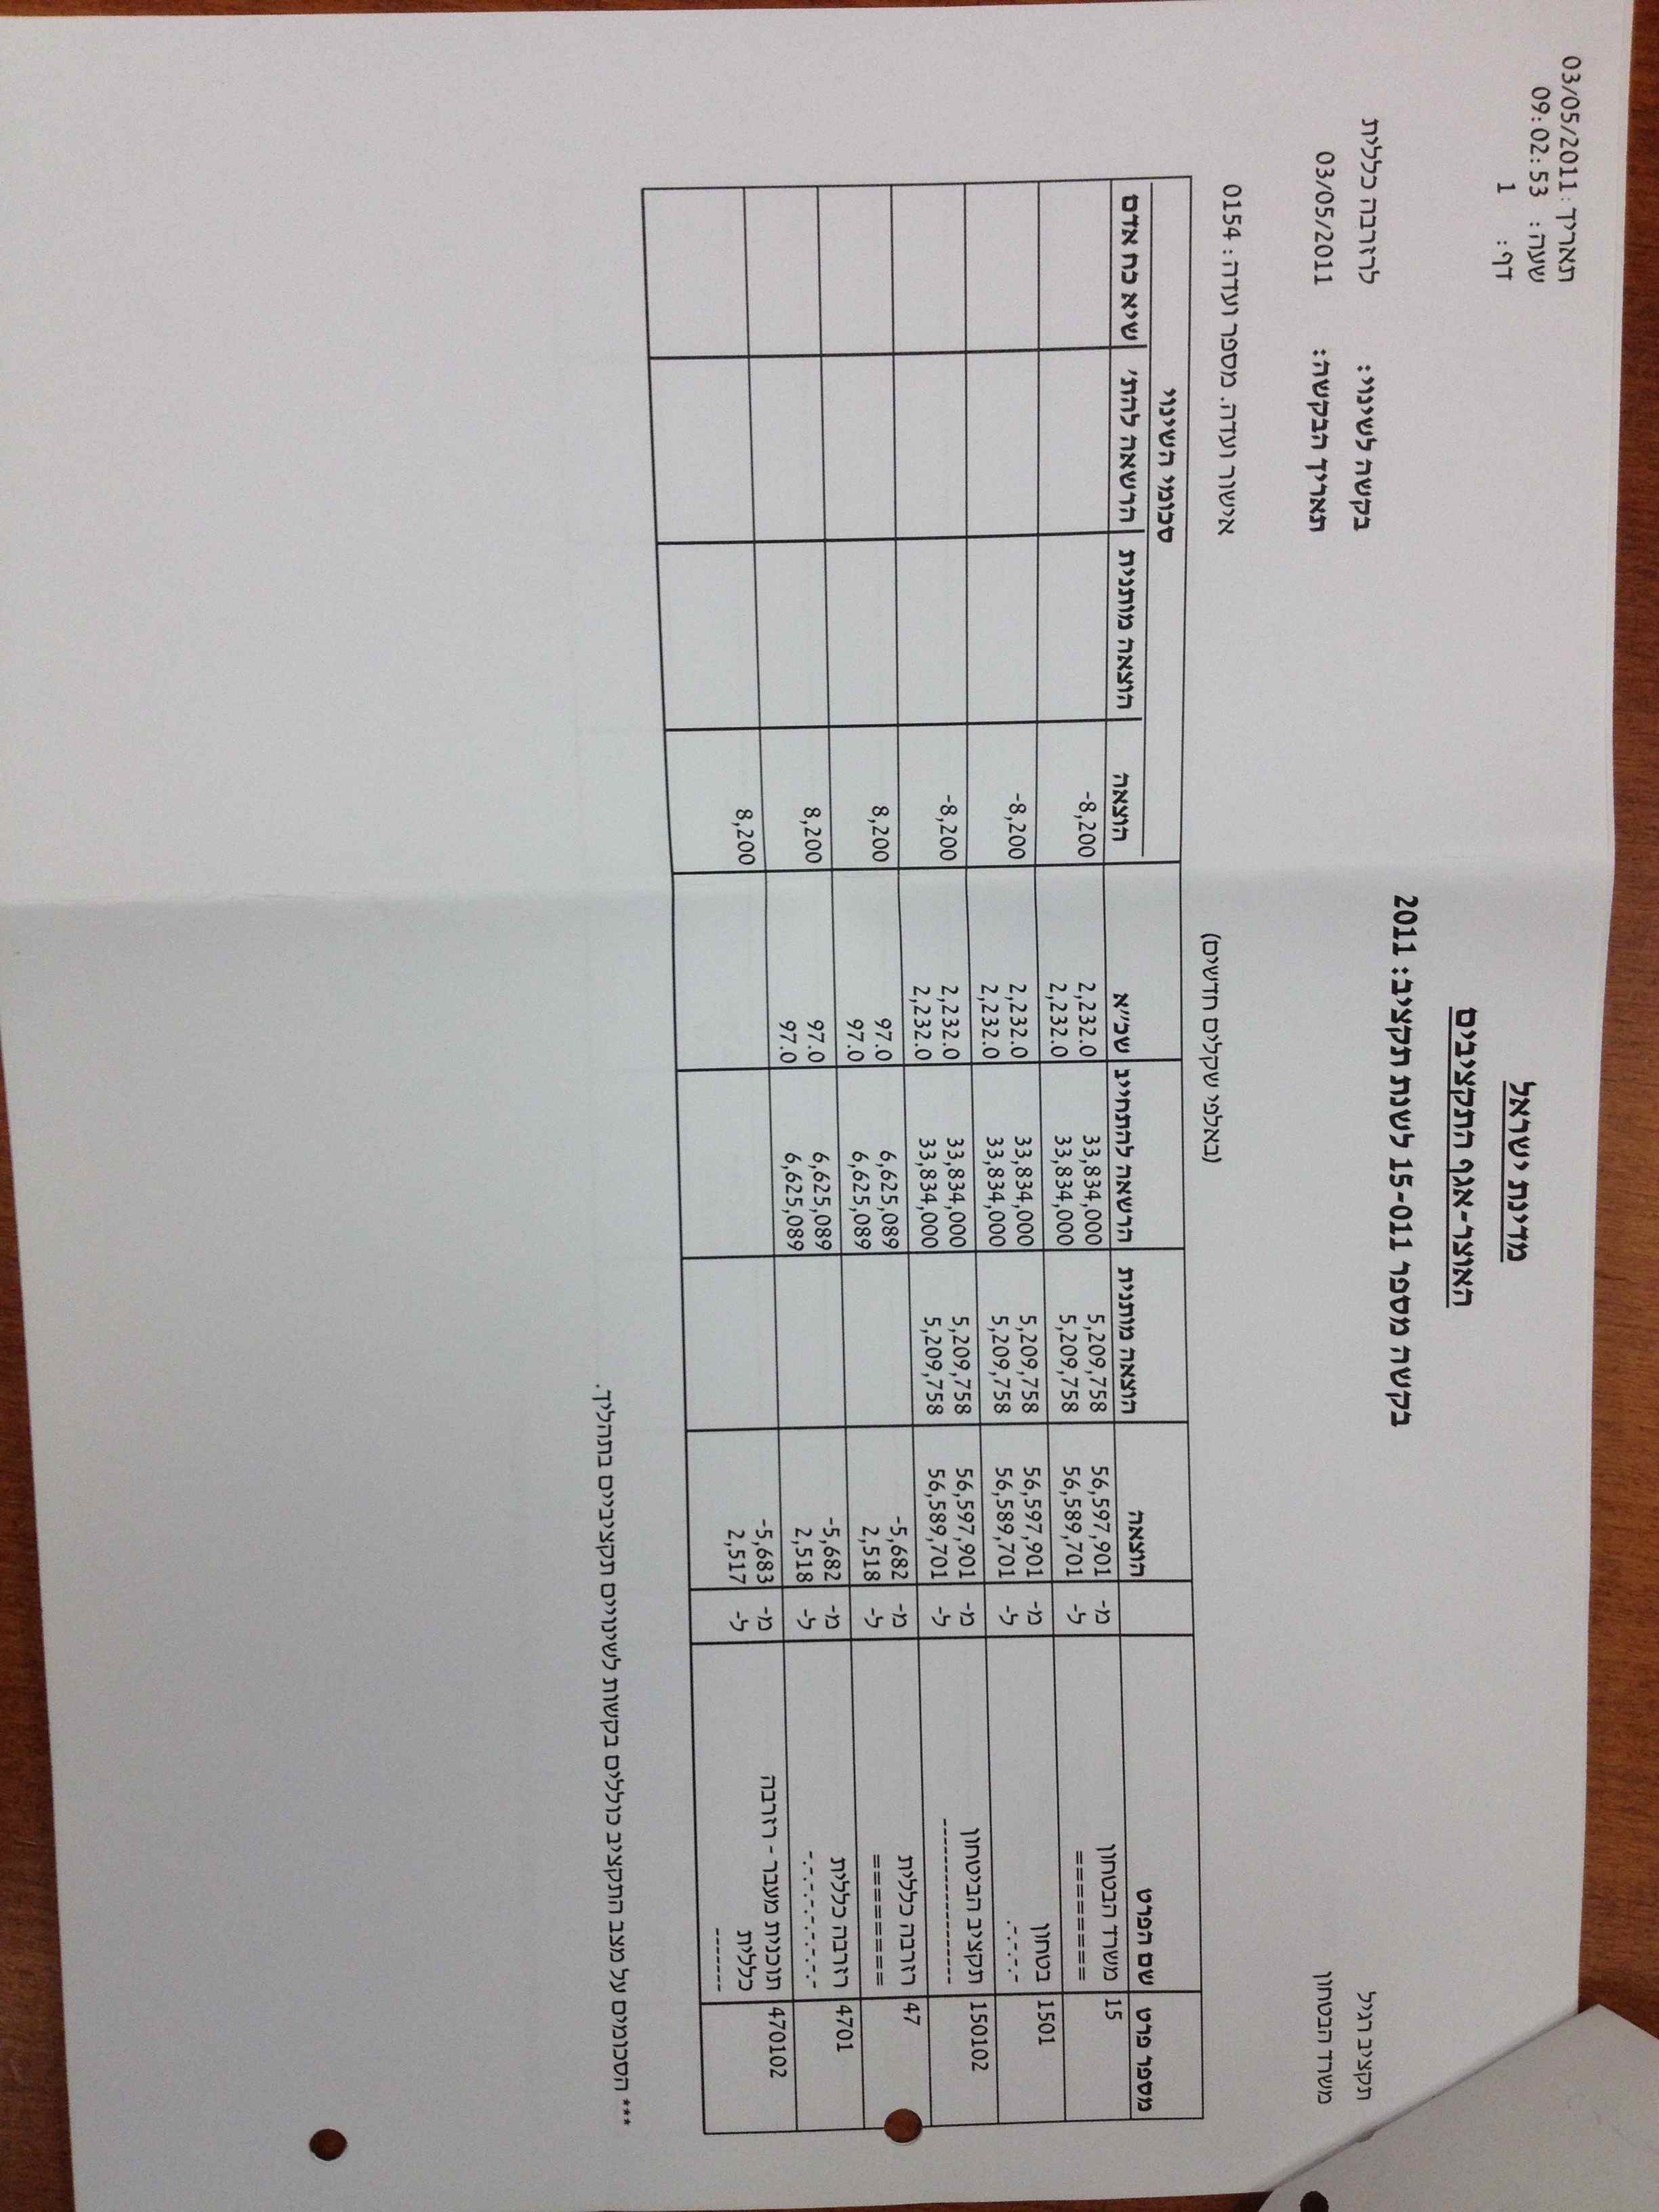 תאריך: 03/05/2011
שעה: 09:02:53
דף: 1
מדינת ישראל
האוצר-אגף התקציבים
בקשה מספר 15-011 לשנת תקציב: 2011
תקציב רגיל
משרד הבטחון
בקשה לשינוי: לרזרבה כללית
תאריך הבקשה: 03/05/2011
אישור ועדה. מספר ועדה: 0154
(באלפי שקלים חדשים)
סכומי השינוי
מספר פרט שם הפרט הוצאה הוצאה מותנית הרשאה להתחייב שכ״א הוצאה הוצאה מותנית הרשאה להת' שיא כח אדם
15 משרד הבטחון מ- 56,597,901 5,209,758 33,834,000 2,232.0 -8,200
======== ל- 56,589,701 5,209,758 33,834,000 2,232.0
1501 בטחון מ- 56,597,901 5,209,758 33,834,000 2,232.0 -8,200
-.-.-.-. ל- 56,589,701 5,209,758 33,834,000 2,232.0
150102 תקציב הביטחון מ- 56,597,901 5,209,758 33,834,000 2,232.0 -8,200
---------------- ל- 56,589,701 5,209,758 33,834,000 2,232.0
47 רזרבה כללית מ- -5,682 6,625,089 97.0 8,200
======== ל- 2,518 6,625,089 97.0
4701 רזרבה כללית מ- -5,682 6,625,089 97.0 8,200
-.-.-.-.-.-.-.- ל- 2,518 6,625,089 97.0
470102 תוכנית מעבר - רזרבה מ- -5,683 8,200
כללית ל- 2,517
------
*** הסכומים על מצב התקציב כוללים בקשות לשינויים תקציביים בתהליך.